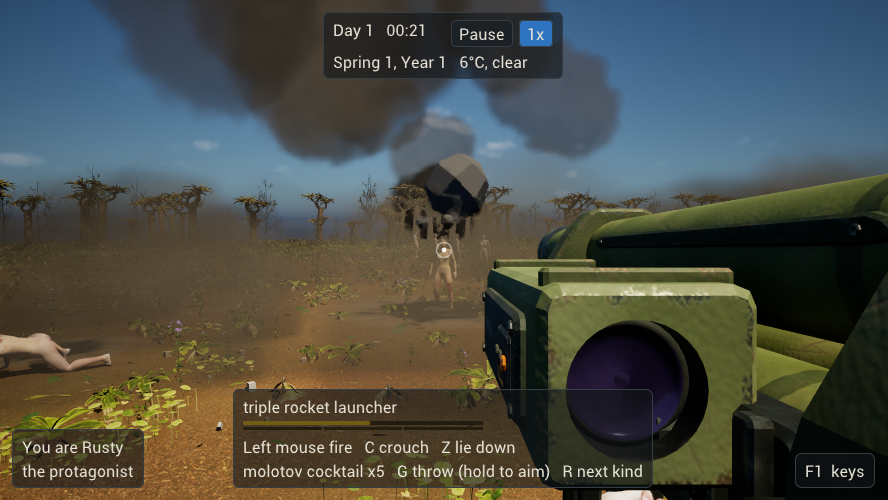 Day 1 00:21 Pause 1x
Spring 1, Year 1 6°C, clear
triple rocket launcher
Left mouse fire C crouch Z lie down
molotov cocktail x5 G throw (hold to aim) R next kind
You are Rusty
the protagonist
F1 keys